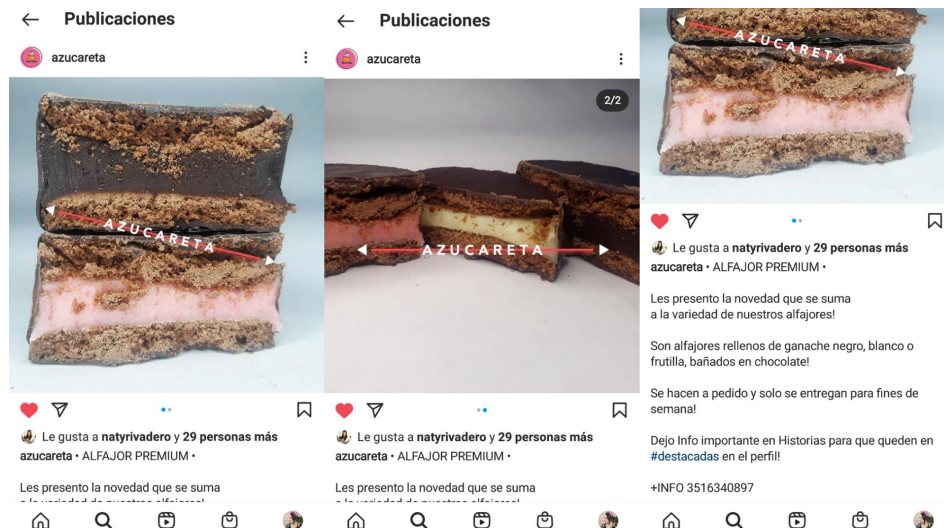 Publicaciones
azucareta
AZUCARETA
Le gusta a natyrivadero y 29 personas más
azucareta • ALFAJOR PREMIUM •
Les presento la novedad que se suma
Publicaciones
azucareta
2/2
AZUCARETA
Le gusta a natyrivadero y 29 personas más
azucareta • ALFAJOR PREMIUM •
Les presento la novedad que se suma
AZUCARETA
Le gusta a natyrivadero y 29 personas más
azucareta • ALFAJOR PREMIUM •
Les presento la novedad que se suma
a la variedad de nuestros alfajores!
Son alfajores rellenos de ganache negro, blanco o
frutilla, bañados en chocolate!
Se hacen a pedido y solo se entregan para fines de
semana!
Dejo Info importante en Historias para que queden en
#destacadas en el perfil!
+INFO 3516340897